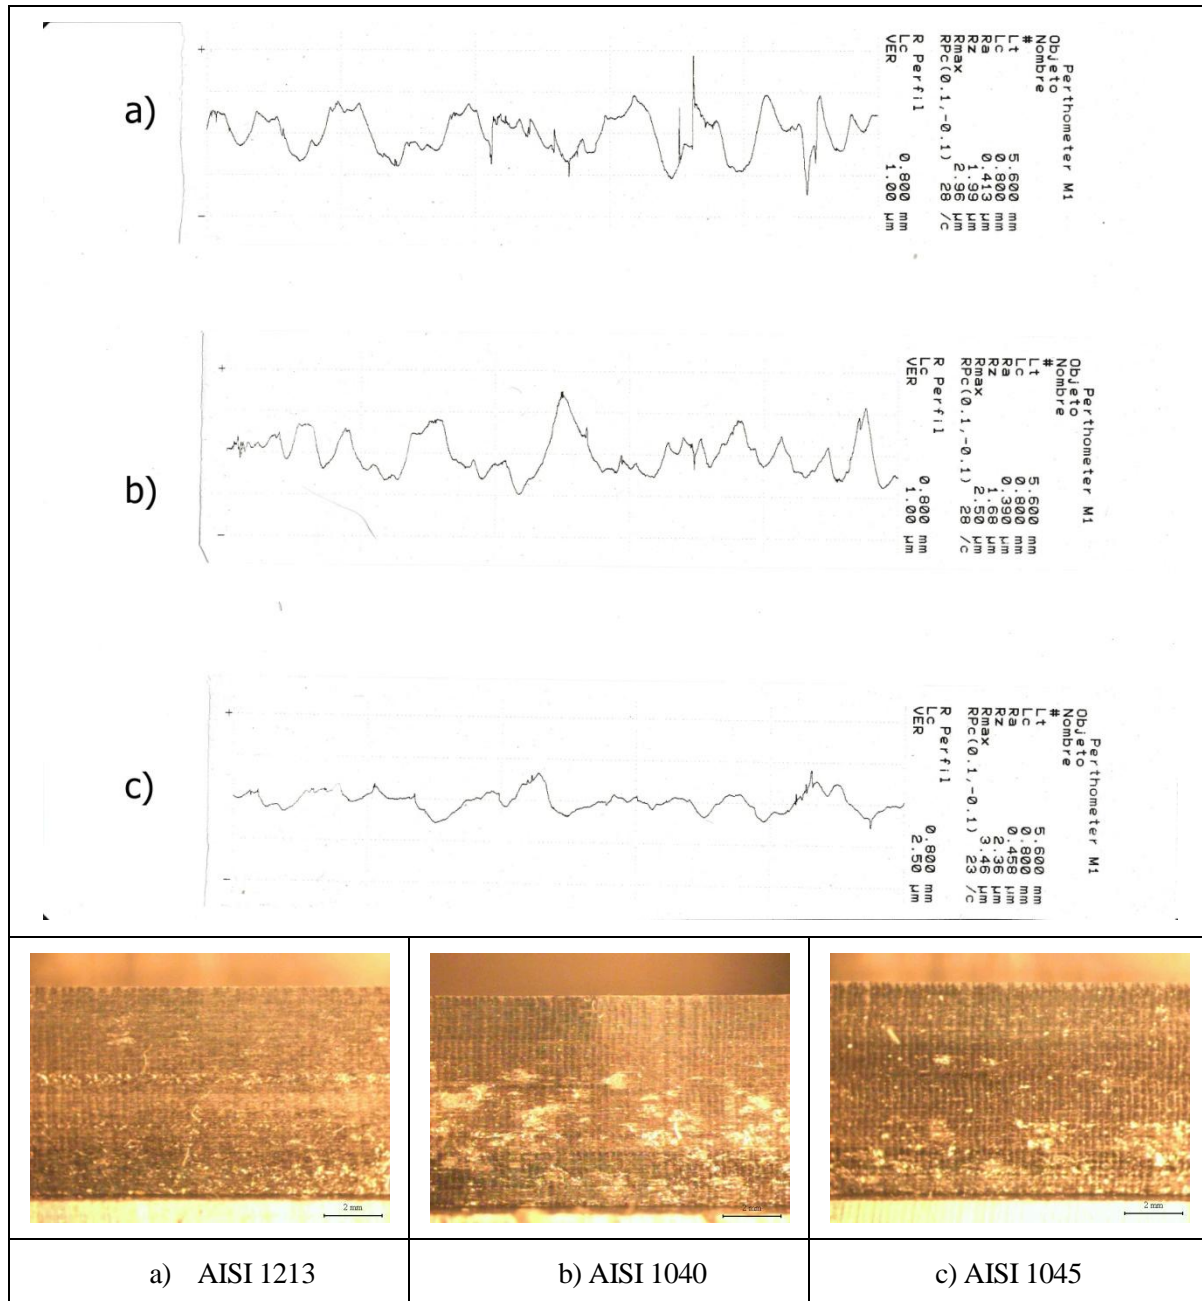 a)
+
-
Perthometer M1
Objeto
Nombre
#
Lt 5.600 mm
Lc 0.800 mm
Ra 0.413 µm
Rz 1.99 µm
Rmax 2.96 µm
RPc(0.1,-0.1) 28 /c
R Perfil
Lc 0.800 mm
VER 1.00 µm
b)
+
-
Perthometer M1
Objeto
Nombre
#
Lt 5.600 mm
Lc 0.800 mm
Ra 0.390 µm
Rz 1.68 µm
Rmax 2.50 µm
RPc(0.1,-0.1) 28 /c
R Perfil
Lc 0.800 mm
VER 1.00 µm
c)
+
-
Perthometer M1
Objeto
Nombre
#
Lt 5.600 mm
Lc 0.800 mm
Ra 0.458 µm
Rz 2.36 µm
Rmax 3.46 µm
RPc(0.1,-0.1) 23 /c
R Perfil
Lc 0.800 mm
VER 2.50 µm
2 mm
2 mm
2 mm
a) AISI 1213
b) AISI 1040
c) AISI 1045